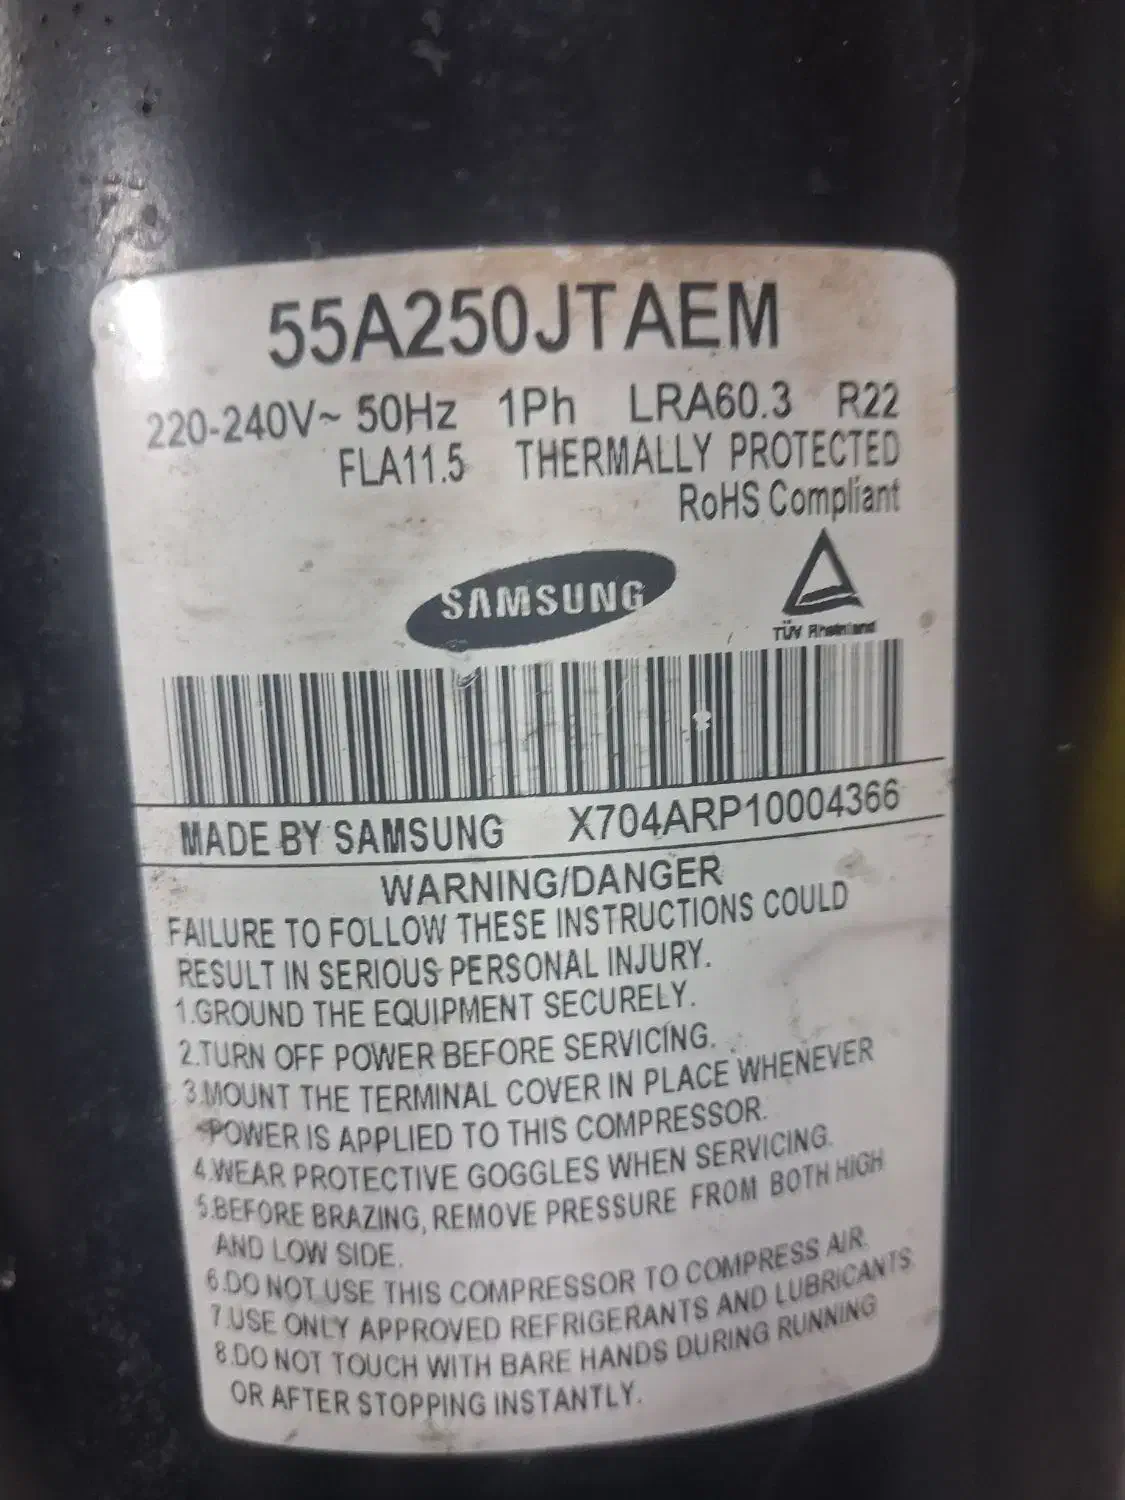 55A250JTAEM
220-240V~ 50Hz 1Ph LRA60.3 R22
FLA11.5 THERMALLY PROTECTED
RoHS Compliant
SAMSUNG
TÜV Rheinland
MADE BY SAMSUNG X704ARP10004366
WARNING/DANGER
FAILURE TO FOLLOW THESE INSTRUCTIONS COULD
RESULT IN SERIOUS PERSONAL INJURY.
1.GROUND THE EQUIPMENT SECURELY.
2.TURN OFF POWER BEFORE SERVICING.
3.MOUNT THE TERMINAL COVER IN PLACE WHENEVER
POWER IS APPLIED TO THIS COMPRESSOR.
4.WEAR PROTECTIVE GOGGLES WHEN SERVICING.
5.BEFORE BRAZING, REMOVE PRESSURE FROM BOTH HIGH
AND LOW SIDE.
6.DO NOT USE THIS COMPRESSOR TO COMPRESS AIR.
7.USE ONLY APPROVED REFRIGERANTS AND LUBRICANTS
8.DO NOT TOUCH WITH BARE HANDS DURING RUNNING
OR AFTER STOPPING INSTANTLY.